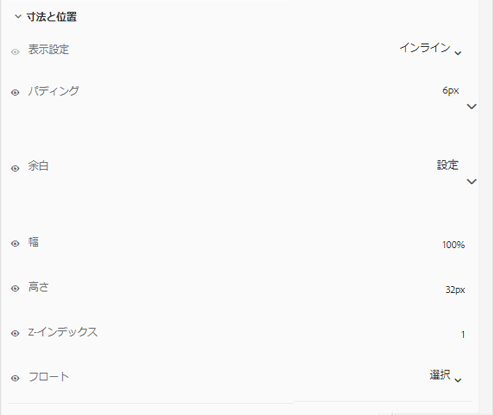 寸法と位置
表示設定 インライン
パディング 6px
余白 設定
幅 100%
高さ 32px
Z-インデックス 1
フロート 選択